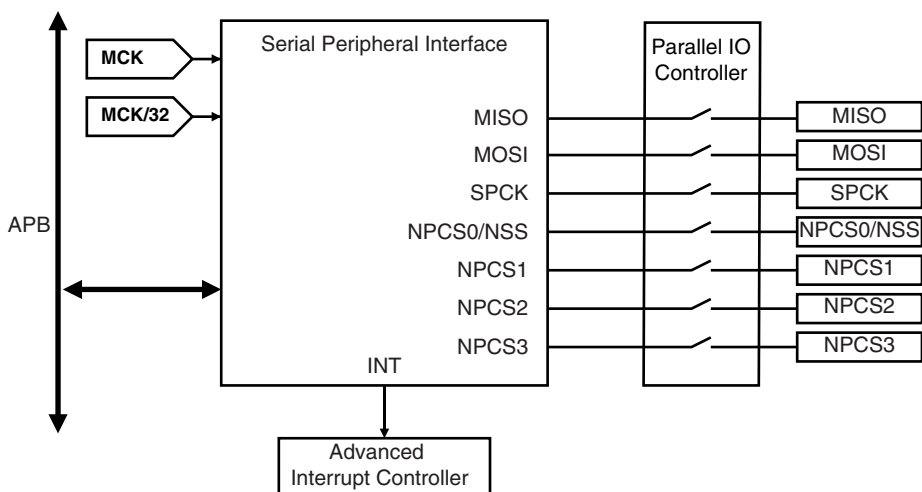 Serial Peripheral Interface
Parallel IO
Controller
MCK
MCK/32
MISO
MISO
MOSI
MOSI
SPCK
SPCK
APB
NPCS0/NSS
NPCS0/NSS
NPCS1
NPCS1
NPCS2
NPCS2
NPCS3
NPCS3
INT
Advanced
Interrupt Controller